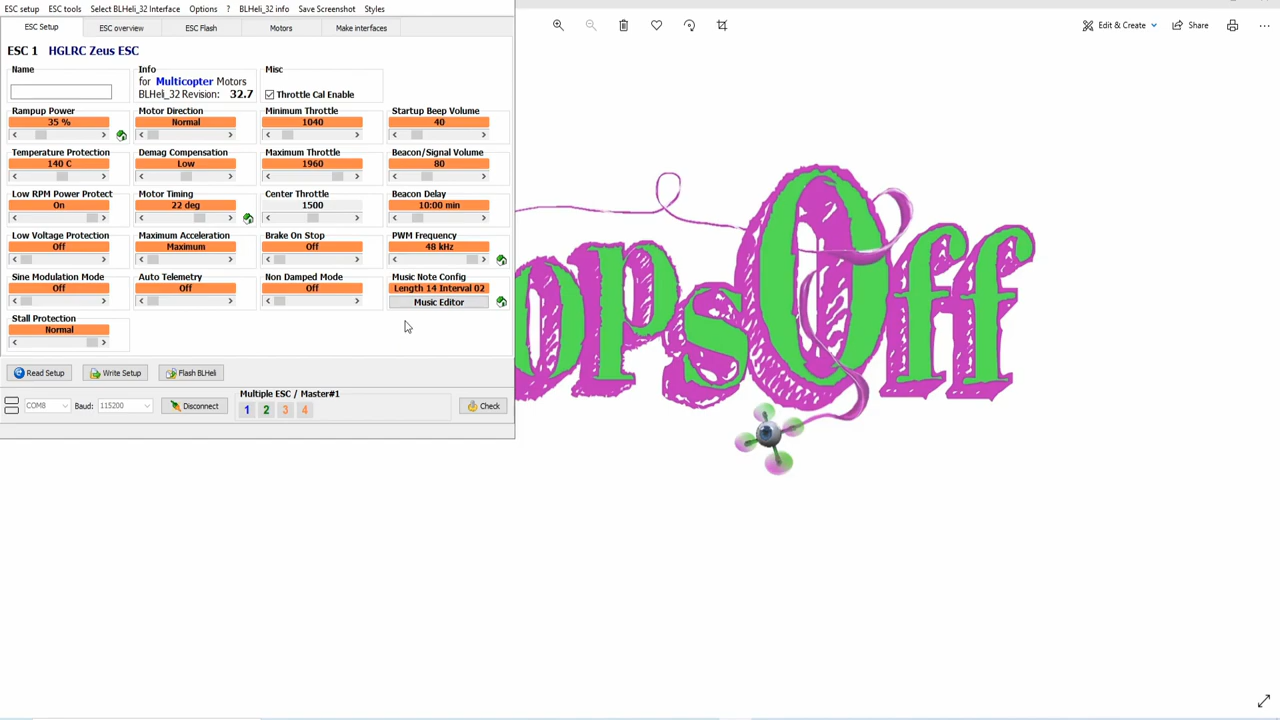 ESC setup ESC tools Select BLHeli_32 Interface Options ? BLHeli_32 info Save Screenshot Styles
Edit & Create Share
ESC Setup ESC overview ESC Flash Motors Make interfaces
ESC 1 HGLRC Zeus ESC
Name Info Misc
for Multicopter Motors
BLHeli_32 Revision: 32.7 Throttle Cal Enable
Rampup Power Motor Direction Minimum Throttle Startup Beep Volume
35 % Normal 1040 40
Temperature Protection Demag Compensation Maximum Throttle Beacon/Signal Volume
140 C Low 1960 80
Low RPM Power Protect Motor Timing Center Throttle Beacon Delay
On 22 deg 1500 10:00 min
Low Voltage Protection Maximum Acceleration Brake On Stop PWM Frequency
Off Maximum Off 48 kHz
Sine Modulation Mode Auto Telemetry Non Damped Mode Music Note Config
Off Off Off Length 14 Interval 02
Music Editor
Stall Protection
Normal
Read Setup Write Setup Flash BLHeli
Multiple ESC / Master#1
COM8 Baud: 115200 Disconnect 1 2 3 4 Check
opsOff